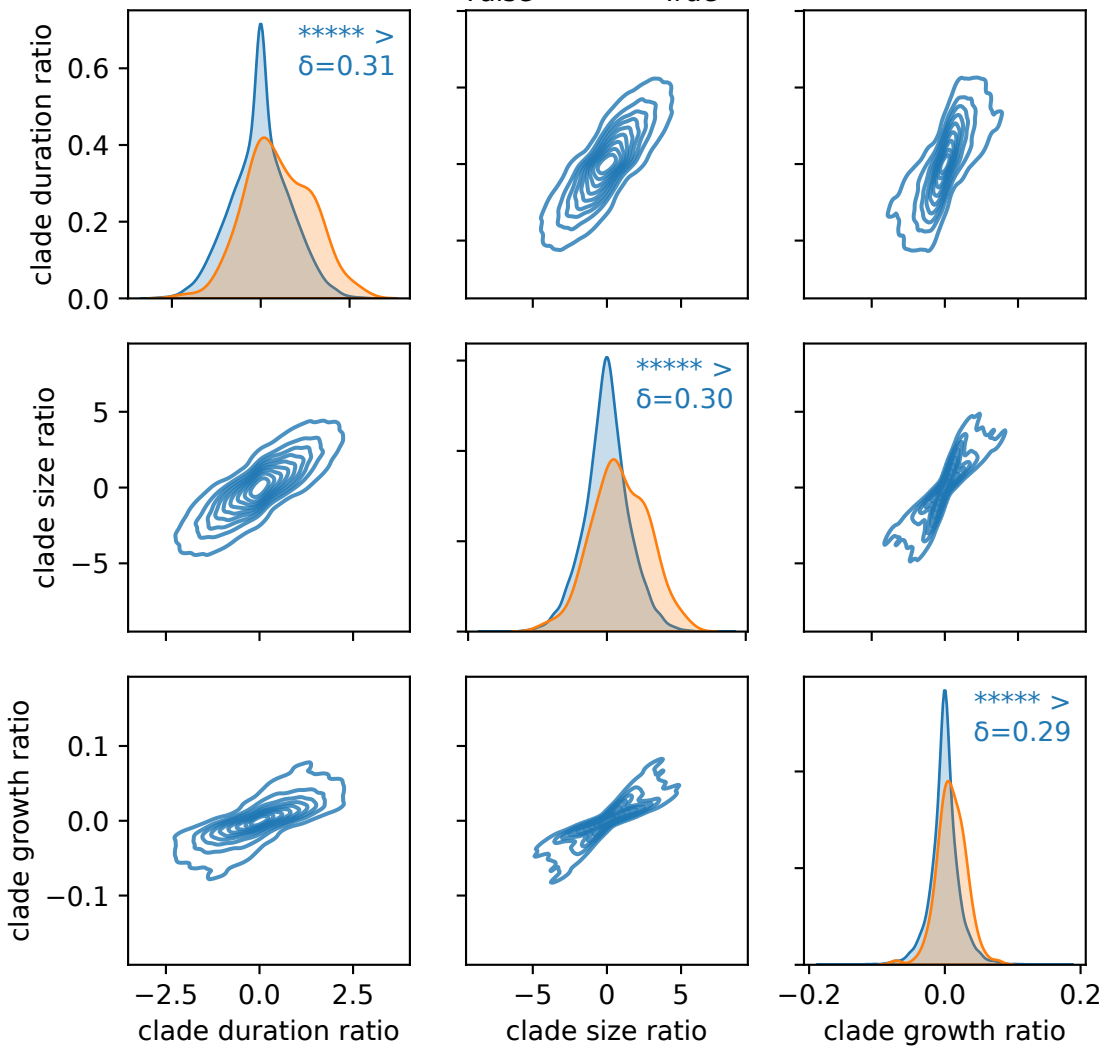 clade duration ratio
0.6
0.4
0.2
0.0
***** >
δ=0.31
clade size ratio
5
0
−5
***** >
δ=0.30
clade growth ratio
0.1
0.0
−0.1
***** >
δ=0.29
−2.5 0.0 2.5
−5 0 5
−0.2 0.0 0.2
clade duration ratio
clade size ratio
clade growth ratio